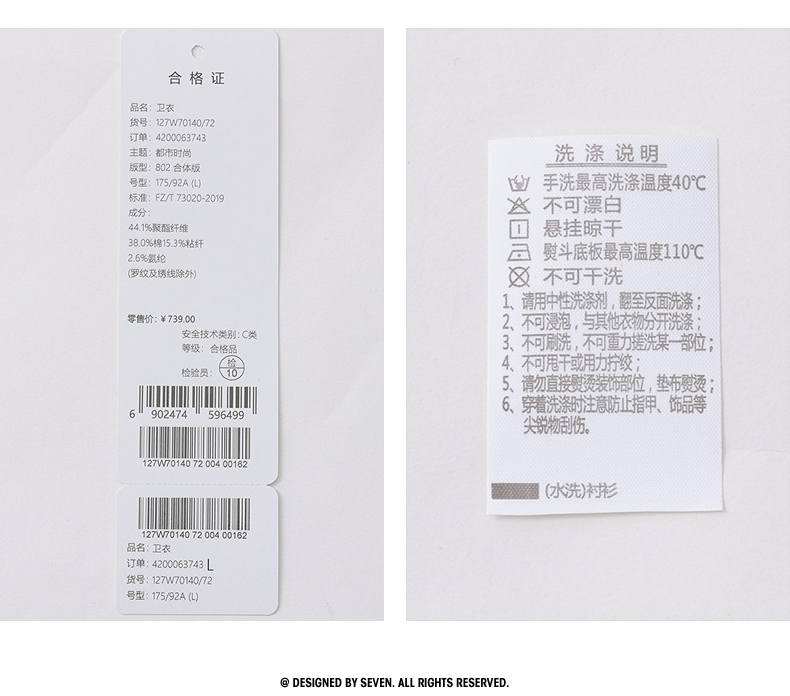 合格证
品名：卫衣
货号：127W70140/72
订单：4200063743
主题：都市时尚
版型：802 合体版
号型：175/92A (L)
标准：FZ/T 73020-2019
成分：
44.1%聚酯纤维
38.0%棉15.3%粘纤
2.6%氨纶
(罗纹及绣线除外)
零售价：¥739.00
安全技术类别：C类
等级：合格品
检验员：检10
6 902474 596499
127W70140 72 004 00162
127W70140 72 004 00162
品名：卫衣
订单：4200063743 L
货号：127W70140/72
号型：175/92A (L)
洗涤说明
手洗最高洗涤温度40℃
不可漂白
悬挂晾干
熨斗底板最高温度110℃
不可干洗
1、请用中性洗涤剂，翻至反面洗涤；
2、不可浸泡，与其他衣物分开洗涤；
3、不可刷洗，不可重力搓洗某一部位；
4、不可甩干或用力拧绞；
5、请勿直接熨烫装饰部位，垫布熨烫；
6、穿着洗涤时注意防止指甲、饰品等
尖锐物刮伤。
(水洗)衬衫
@ DESIGNED BY SEVEN. ALL RIGHTS RESERVED.